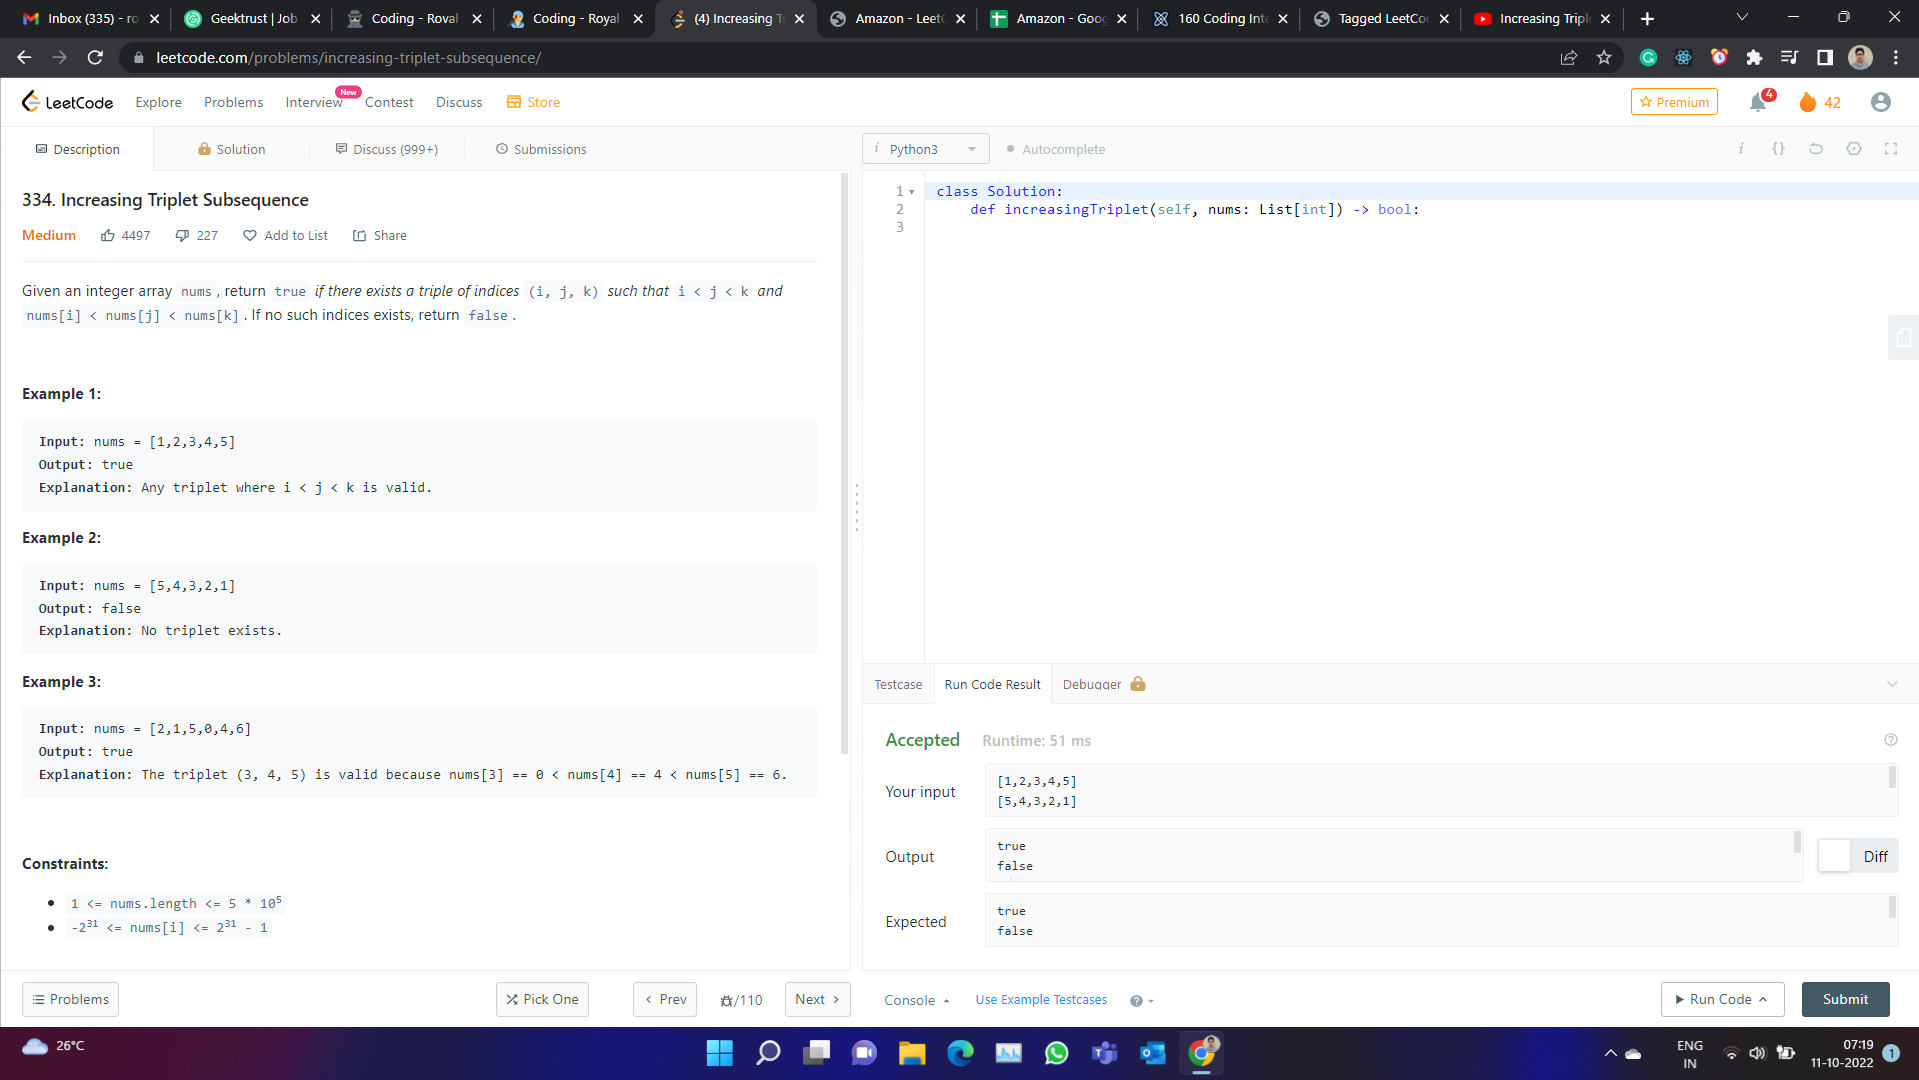 Inbox (335) - ro
Geektrust | Job
Coding - Royal
Coding - Royal
(4) Increasing T
Amazon - LeetC
Amazon - Goog
160 Coding Inte
Tagged LeetCo
Increasing Triple
leetcode.com/problems/increasing-triplet-subsequence/
LeetCode
Explore
Problems
Interview
New
Contest
Discuss
Store
Premium
4
42
Description
Solution
Discuss (999+)
Submissions
i Python3
Autocomplete
i {}
334. Increasing Triplet Subsequence
Medium 4497 227 Add to List Share
Given an integer array nums, return true if there exists a triple of indices (i, j, k) such that i < j < k and
nums[i] < nums[j] < nums[k]. If no such indices exists, return false.
Example 1:
Input: nums = [1,2,3,4,5]
Output: true
Explanation: Any triplet where i < j < k is valid.
Example 2:
Input: nums = [5,4,3,2,1]
Output: false
Explanation: No triplet exists.
Example 3:
Input: nums = [2,1,5,0,4,6]
Output: true
Explanation: The triplet (3, 4, 5) is valid because nums[3] == 0 < nums[4] == 4 < nums[5] == 6.
Constraints:
• 1 <= nums.length <= 5 * 10⁵
• -2³¹ <= nums[i] <= 2³¹ - 1
Problems
Pick One
Prev
/110
Next
1 class Solution:
2 def increasingTriplet(self, nums: List[int]) -> bool:
3
Testcase
Run Code Result
Debugger
Accepted Runtime: 51 ms
Your input
[1,2,3,4,5]
[5,4,3,2,1]
Output
true
false
Diff
Expected
true
false
Console
Use Example Testcases
Run Code
Submit
26°C
ENG
IN
07:19
11-10-2022
1